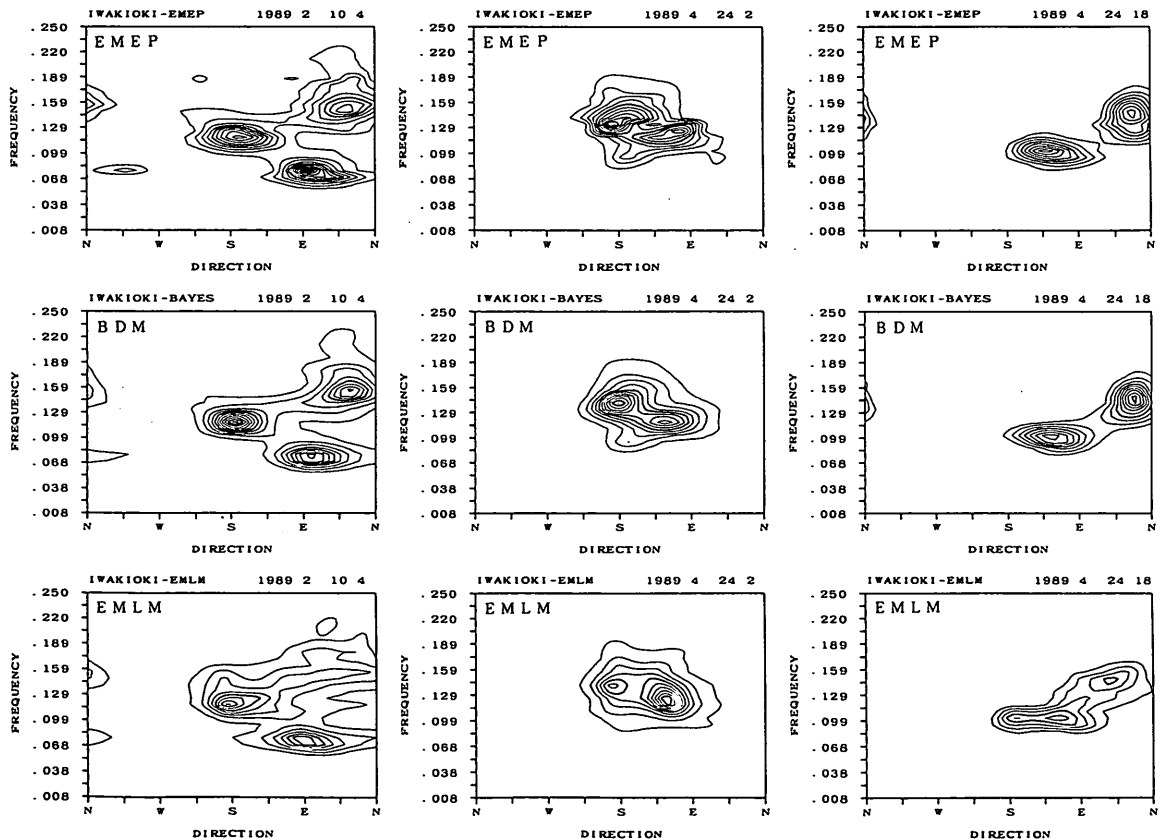 IWAKIOKI-EMEP 1989 2 10 4
EMEP
FREQUENCY
.250
.220
.189
.159
.129
.099
.068
.038
.008
N W S E N
DIRECTION
IWAKIOKI-EMEP 1989 4 24 2
EMEP
FREQUENCY
.250
.220
.189
.159
.129
.099
.068
.038
.008
N W S E N
DIRECTION
IWAKIOKI-EMEP 1989 4 24 18
EMEP
FREQUENCY
.250
.220
.189
.159
.129
.099
.068
.038
.008
N W S E N
DIRECTION
IWAKIOKI-BAYES 1989 2 10 4
BDM
FREQUENCY
.250
.220
.189
.159
.129
.099
.068
.038
.008
N W S E N
DIRECTION
IWAKIOKI-BAYES 1989 4 24 2
BDM
FREQUENCY
.250
.220
.189
.159
.129
.099
.068
.038
.008
N W S E N
DIRECTION
IWAKIOKI-BAYES 1989 4 24 18
BDM
FREQUENCY
.250
.220
.189
.159
.129
.099
.068
.038
.008
N W S E N
DIRECTION
IWAKIOKI-EMLM 1989 2 10 4
EMLM
FREQUENCY
.250
.220
.189
.159
.129
.099
.068
.038
.008
N W S E N
DIRECTION
IWAKIOKI-EMLM 1989 4 24 2
EMLM
FREQUENCY
.250
.220
.189
.159
.129
.099
.068
.038
.008
N W S E N
DIRECTION
IWAKIOKI-EMLM 1989 4 24 18
EMLM
FREQUENCY
.250
.220
.189
.159
.129
.099
.068
.038
.008
N W S E N
DIRECTION